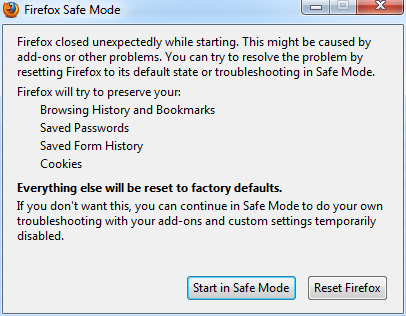 Firefox Safe Mode
Firefox closed unexpectedly while starting. This might be caused by
add-ons or other problems. You can try to resolve the problem by
resetting Firefox to its default state or troubleshooting in Safe Mode.
Firefox will try to preserve your:
Browsing History and Bookmarks
Saved Passwords
Saved Form History
Cookies
Everything else will be reset to factory defaults.
If you don't want this, you can continue in Safe Mode to do your own
troubleshooting with your add-ons and custom settings temporarily
disabled.
Start in Safe Mode
Reset Firefox